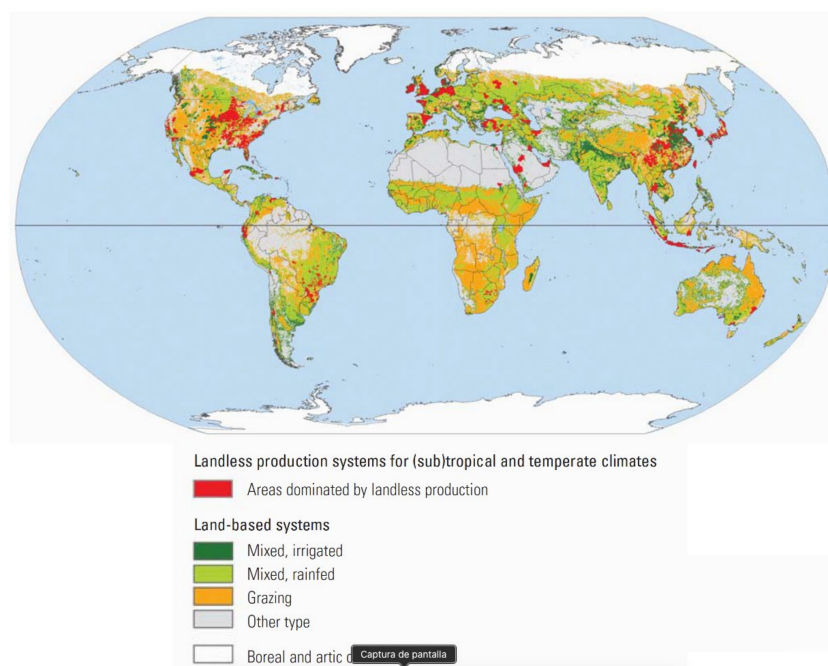 Landless production systems for (sub)tropical and temperate climates
Areas dominated by landless production
Land-based systems
Mixed, irrigated
Mixed, rainfed
Grazing
Other type
Boreal and artic
Captura de pantalla